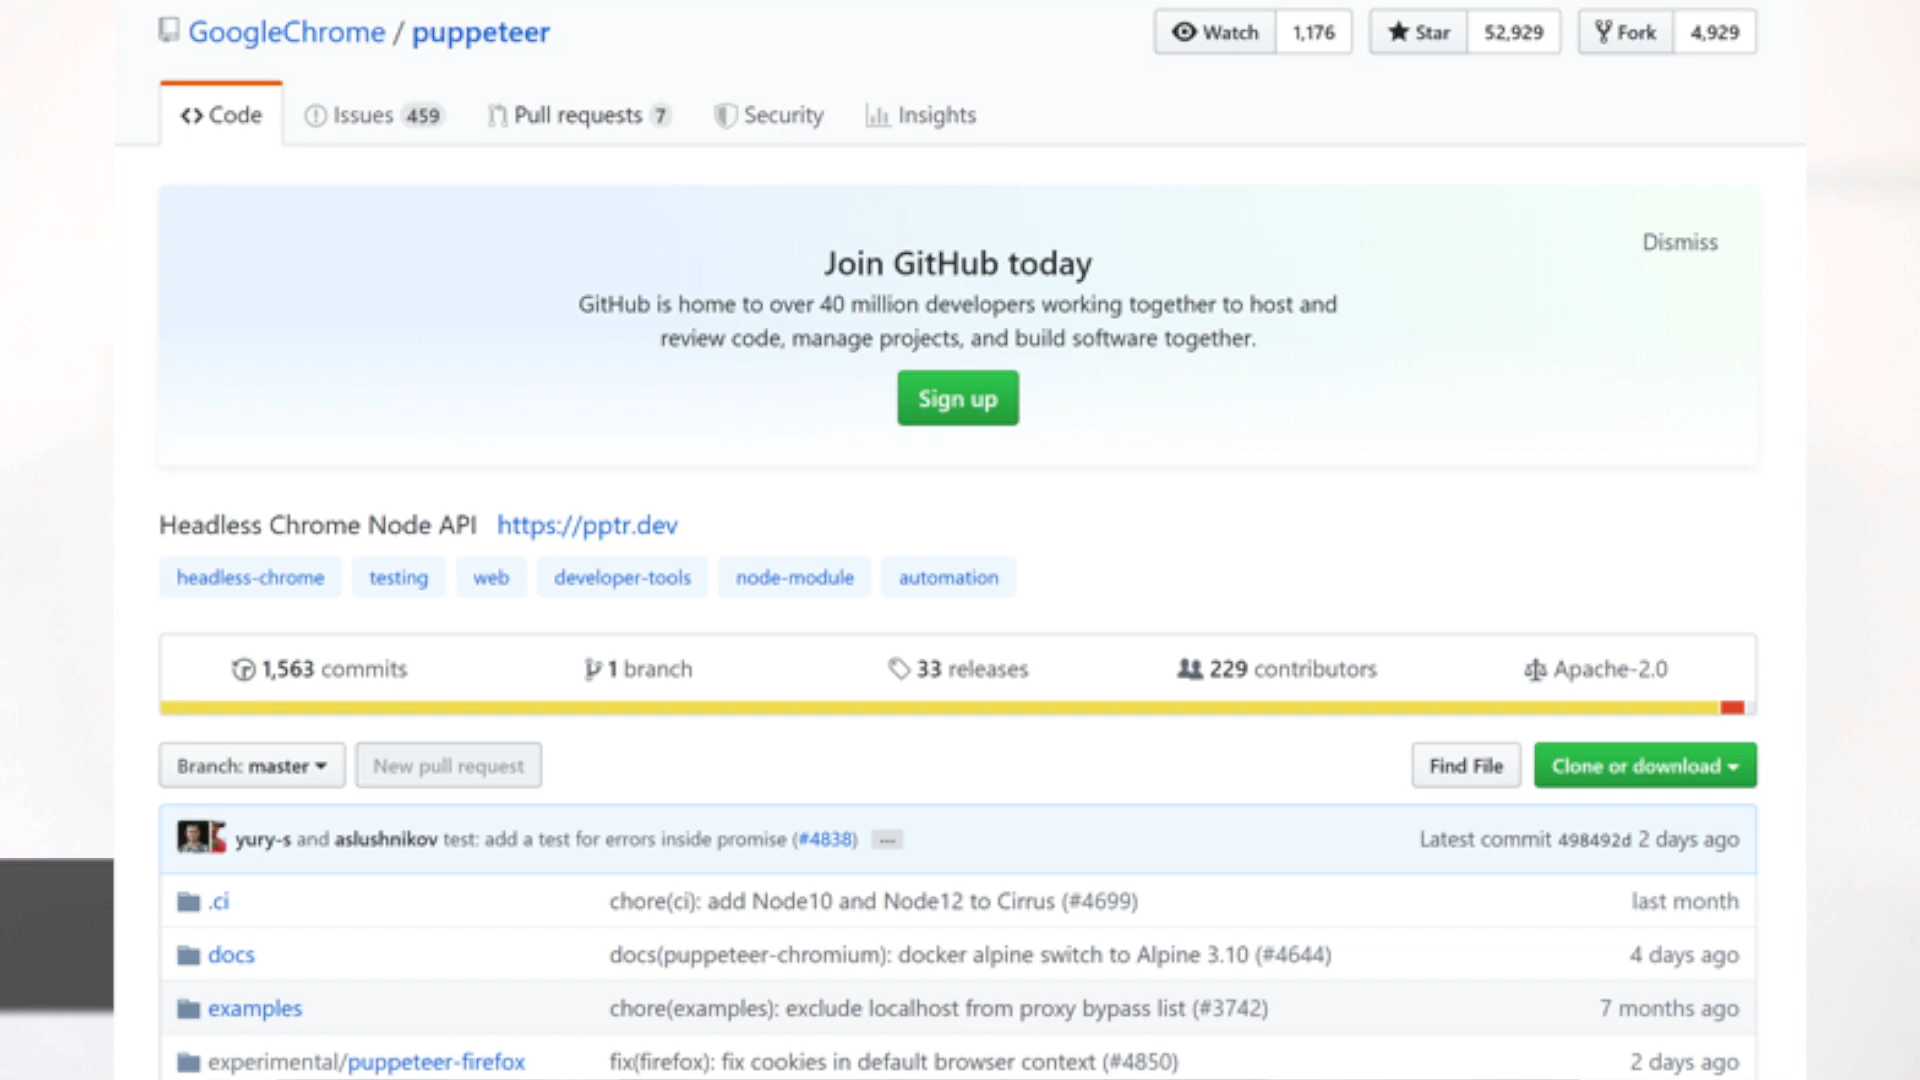 GoogleChrome / puppeteer
Watch 1,176 Star 52,929 Fork 4,929
Code Issues 459 Pull requests 7 Security Insights
Dismiss
Join GitHub today
GitHub is home to over 40 million developers working together to host and
review code, manage projects, and build software together.
Sign up
Headless Chrome Node API https://pptr.dev
headless-chrome testing web developer-tools node-module automation
1,563 commits 1 branch 33 releases 229 contributors Apache-2.0
Branch: master New pull request Find File Clone or download
yury-s and aslushnikov test: add a test for errors inside promise (#4838) ... Latest commit 498492d 2 days ago
.ci chore(ci): add Node10 and Node12 to Cirrus (#4699) last month
docs docs(puppeteer-chromium): docker alpine switch to Alpine 3.10 (#4644) 4 days ago
examples chore(examples): exclude localhost from proxy bypass list (#3742) 7 months ago
experimental/puppeteer-firefox fix(firefox): fix cookies in default browser context (#4850) 2 days ago